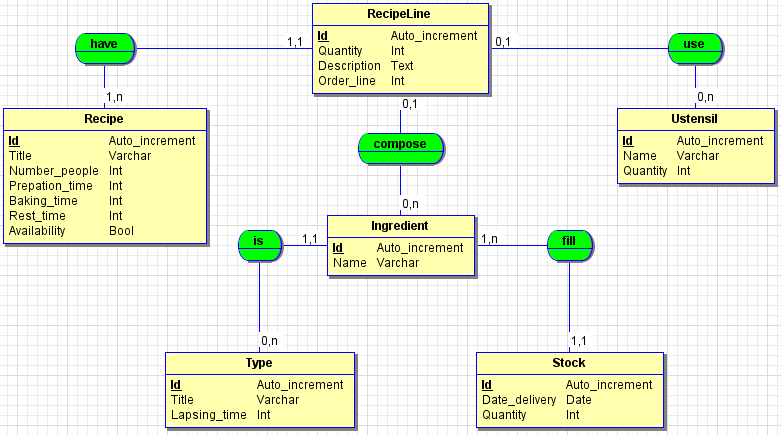 RecipeLine
Id Auto_increment
Quantity Int
Description Text
Order_line Int
have
1,1
0,1
use
1,n
0,1
0,n
Recipe
Id Auto_increment
Title Varchar
Number_people Int
Prepation_time Int
Baking_time Int
Rest_time Int
Availability Bool
compose
Ustensil
Id Auto_increment
Name Varchar
Quantity Int
0,n
Ingredient
Id Auto_increment
Name Varchar
is
1,1
1,n
fill
0,n
1,1
Type
Id Auto_increment
Title Varchar
Lapsing_time Int
Stock
Id Auto_increment
Date_delivery Date
Quantity Int